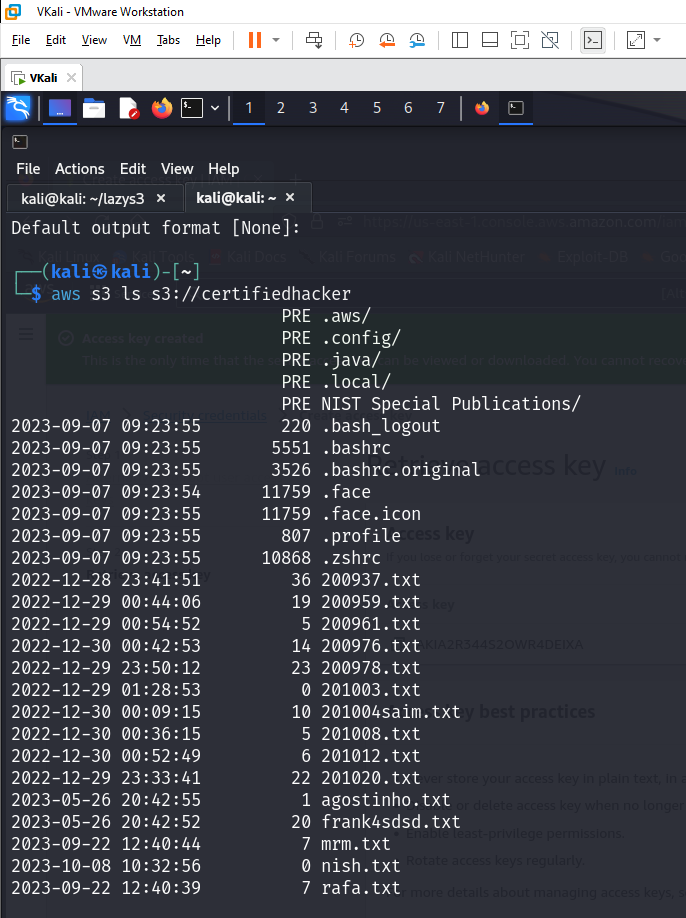 VKali - VMware Workstation
File Edit View VM Tabs Help
VKali
1 2 3 4 5 6 7
File Actions Edit View Help
kali@kali: ~/lazys3 kali@kali: ~
Default output format [None]:
(kali㉿kali)-[~]
$ aws s3 ls s3://certifiedhacker
PRE .aws/
PRE .config/
PRE .java/
PRE .local/
PRE NIST Special Publications/
2023-09-07 09:23:55 220 .bash_logout
2023-09-07 09:23:55 5551 .bashrc
2023-09-07 09:23:55 3526 .bashrc.original
2023-09-07 09:23:54 11759 .face
2023-09-07 09:23:55 11759 .face.icon
2023-09-07 09:23:55 807 .profile
2023-09-07 09:23:55 10868 .zshrc
2022-12-28 23:41:51 36 200937.txt
2022-12-29 00:44:06 19 200959.txt
2022-12-29 00:54:52 5 200961.txt
2022-12-30 00:42:53 14 200976.txt
2022-12-29 23:50:12 23 200978.txt
2022-12-29 01:28:53 0 201003.txt
2022-12-30 00:09:15 10 201004saim.txt
2022-12-30 00:36:15 5 201008.txt
2022-12-30 00:52:49 6 201012.txt
2022-12-29 23:33:41 22 201020.txt
2023-05-26 20:42:55 1 agostinho.txt
2023-05-26 20:42:52 20 frank4sdsd.txt
2023-09-22 12:40:44 7 mrm.txt
2023-10-08 10:32:56 0 nish.txt
2023-09-22 12:40:39 7 rafa.txt